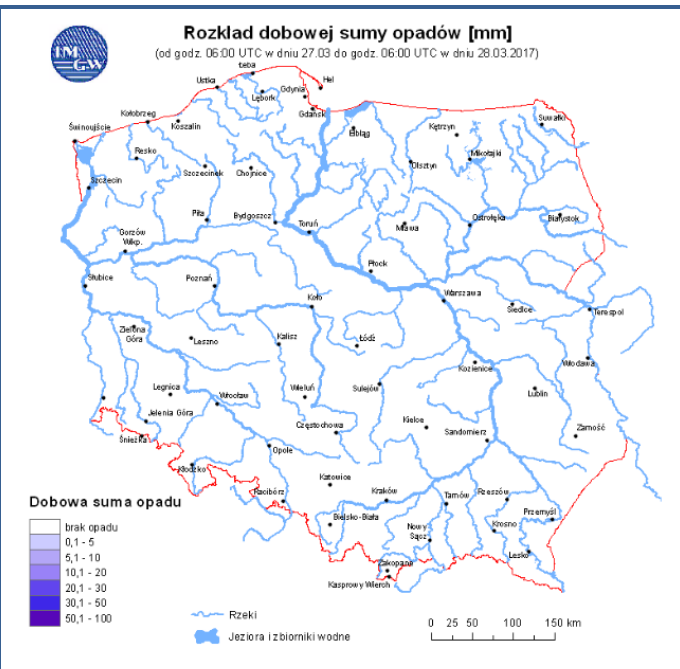 IM
GW
Rozkład dobowej sumy opadów [mm]
(od godz. 06:00 UTC w dniu 27.03 do godz. 06:00 UTC w dniu 28.03.2017)
Łeba
Hel
Ustka
Lębork
Gdynia
Gdańsk
Suwałki
Kołobrzeg
Koszalin
Świnoujście
Elbląg
Kętrzyn
Resko
Szczecinek
Chojnice
Olsztyn
Mikołajki
Szczecin
Piła
Bydgoszcz
Toruń
Mława
Ostrołęka
Białystok
Gorzów
Wlkp.
Płock
Słubice
Poznań
Koło
Warszawa
Siedlce
Terespol
Zielona
Góra
Leszno
Kalisz
Łódź
Kozienice
Włodawa
Legnica
Wrocław
Wieluń
Sulejów
Lublin
Jelenia Góra
Śnieżka
Częstochowa
Kielce
Sandomierz
Zamość
Opole
Kłodzko
Katowice
Racibórz
Kraków
Tarnów
Rzeszów
Bielsko-Biała
Przemyśl
Nowy
Sącz
Krosno
Lesko
Zakopane
Kasprowy Wierch
Dobowa suma opadu
brak opadu
0,1 - 5
5,1 - 10
10,1 - 20
20,1 - 30
30,1 - 50
50,1 - 100
Rzeki
Jeziora i zbiorniki wodne
0 25 50 100 150 km